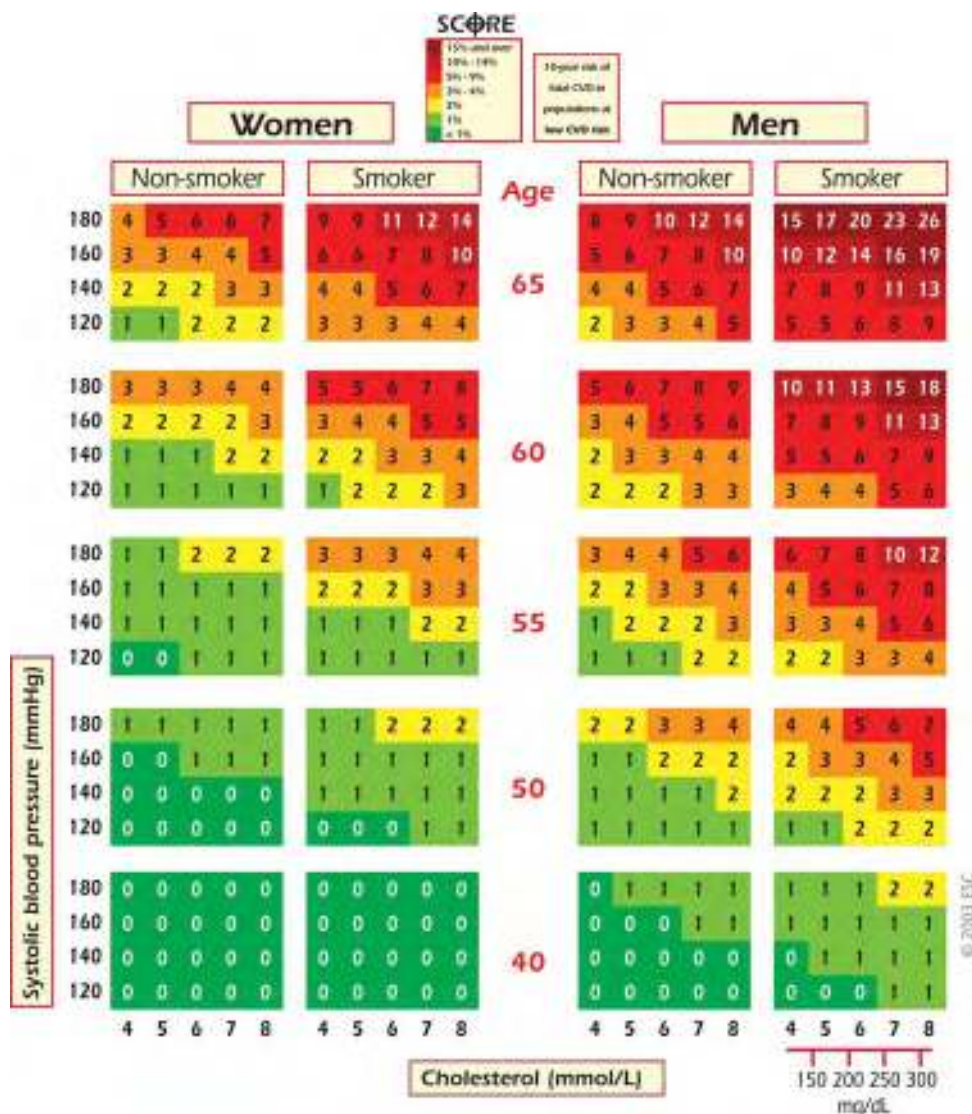 SCORE
15% and over
10% - 14%
5% - 9%
3% - 4%
2%
1%
< 1%
10-year risk of
fatal CVD in
populations at
low CVD risk
Women
Men
Non-smoker Smoker Age Non-smoker Smoker
180 4 5 6 6 7 9 9 11 12 14 8 9 10 12 14 15 17 20 23 26
160 3 3 4 4 5 6 6 7 8 10 5 6 7 8 10 10 12 14 16 19
140 2 2 2 3 3 4 4 5 6 7 65 4 4 5 6 7 7 8 9 11 13
120 1 1 2 2 2 3 3 3 4 4 2 3 3 4 5 5 5 6 8 9
180 3 3 3 4 4 5 5 6 7 8 5 6 7 8 9 10 11 13 15 18
160 2 2 2 2 3 3 4 4 5 5 3 4 5 5 6 7 8 9 11 13
140 1 1 1 2 2 2 2 3 3 4 60 2 3 3 4 4 5 5 6 7 9
120 1 1 1 1 1 1 2 2 2 3 2 2 2 3 3 3 4 4 5 6
180 1 1 2 2 2 3 3 3 4 4 3 4 4 5 6 6 7 8 10 12
160 1 1 1 1 1 2 2 2 3 3 2 2 3 3 4 4 5 6 7 8
140 1 1 1 1 1 1 1 1 2 2 55 1 2 2 2 3 3 3 4 5 6
120 0 0 1 1 1 1 1 1 1 1 1 1 1 2 2 2 2 3 3 4
180 1 1 1 1 1 1 1 2 2 2 2 2 3 3 4 4 4 5 6 7
160 0 0 1 1 1 1 1 1 1 1 1 1 2 2 2 2 3 3 4 5
140 0 0 0 0 0 1 1 1 1 1 50 1 1 1 1 2 2 2 2 3 3
120 0 0 0 0 0 0 0 0 1 1 1 1 1 1 1 1 1 2 2 2
180 0 0 0 0 0 0 0 0 0 0 0 1 1 1 1 1 1 1 2 2
160 0 0 0 0 0 0 0 0 0 0 0 0 0 1 1 1 1 1 1 1
140 0 0 0 0 0 0 0 0 0 0 40 0 0 0 0 0 0 1 1 1 1
120 0 0 0 0 0 0 0 0 0 0 0 0 0 0 0 0 0 0 1 1
4 5 6 7 8 4 5 6 7 8 4 5 6 7 8 4 5 6 7 8
Systolic blood pressure (mmHg)
Cholesterol (mmol/L)
150 200 250 300
mg/dL
© 2003 ESC